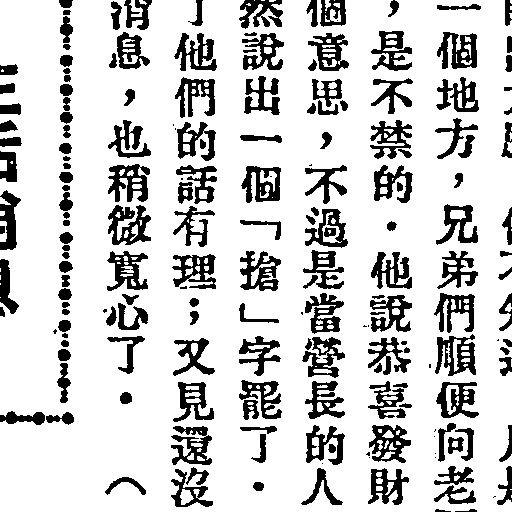 一個地方，兄弟們順便向老
，是不禁的．他說恭喜發財
個意思，不過是當營長的人
然說出一個「搶」字罷了．
了他們的話有理；又見還沒
消息，也稍微寬心了．　（